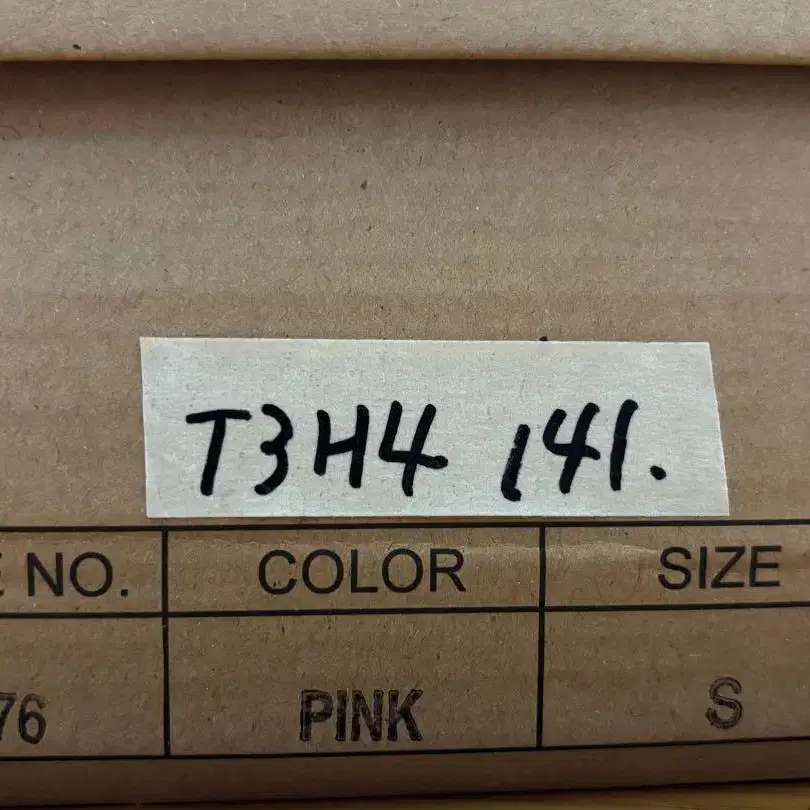 T3H4 141.
E NO. COLOR SIZE
76 PINK S